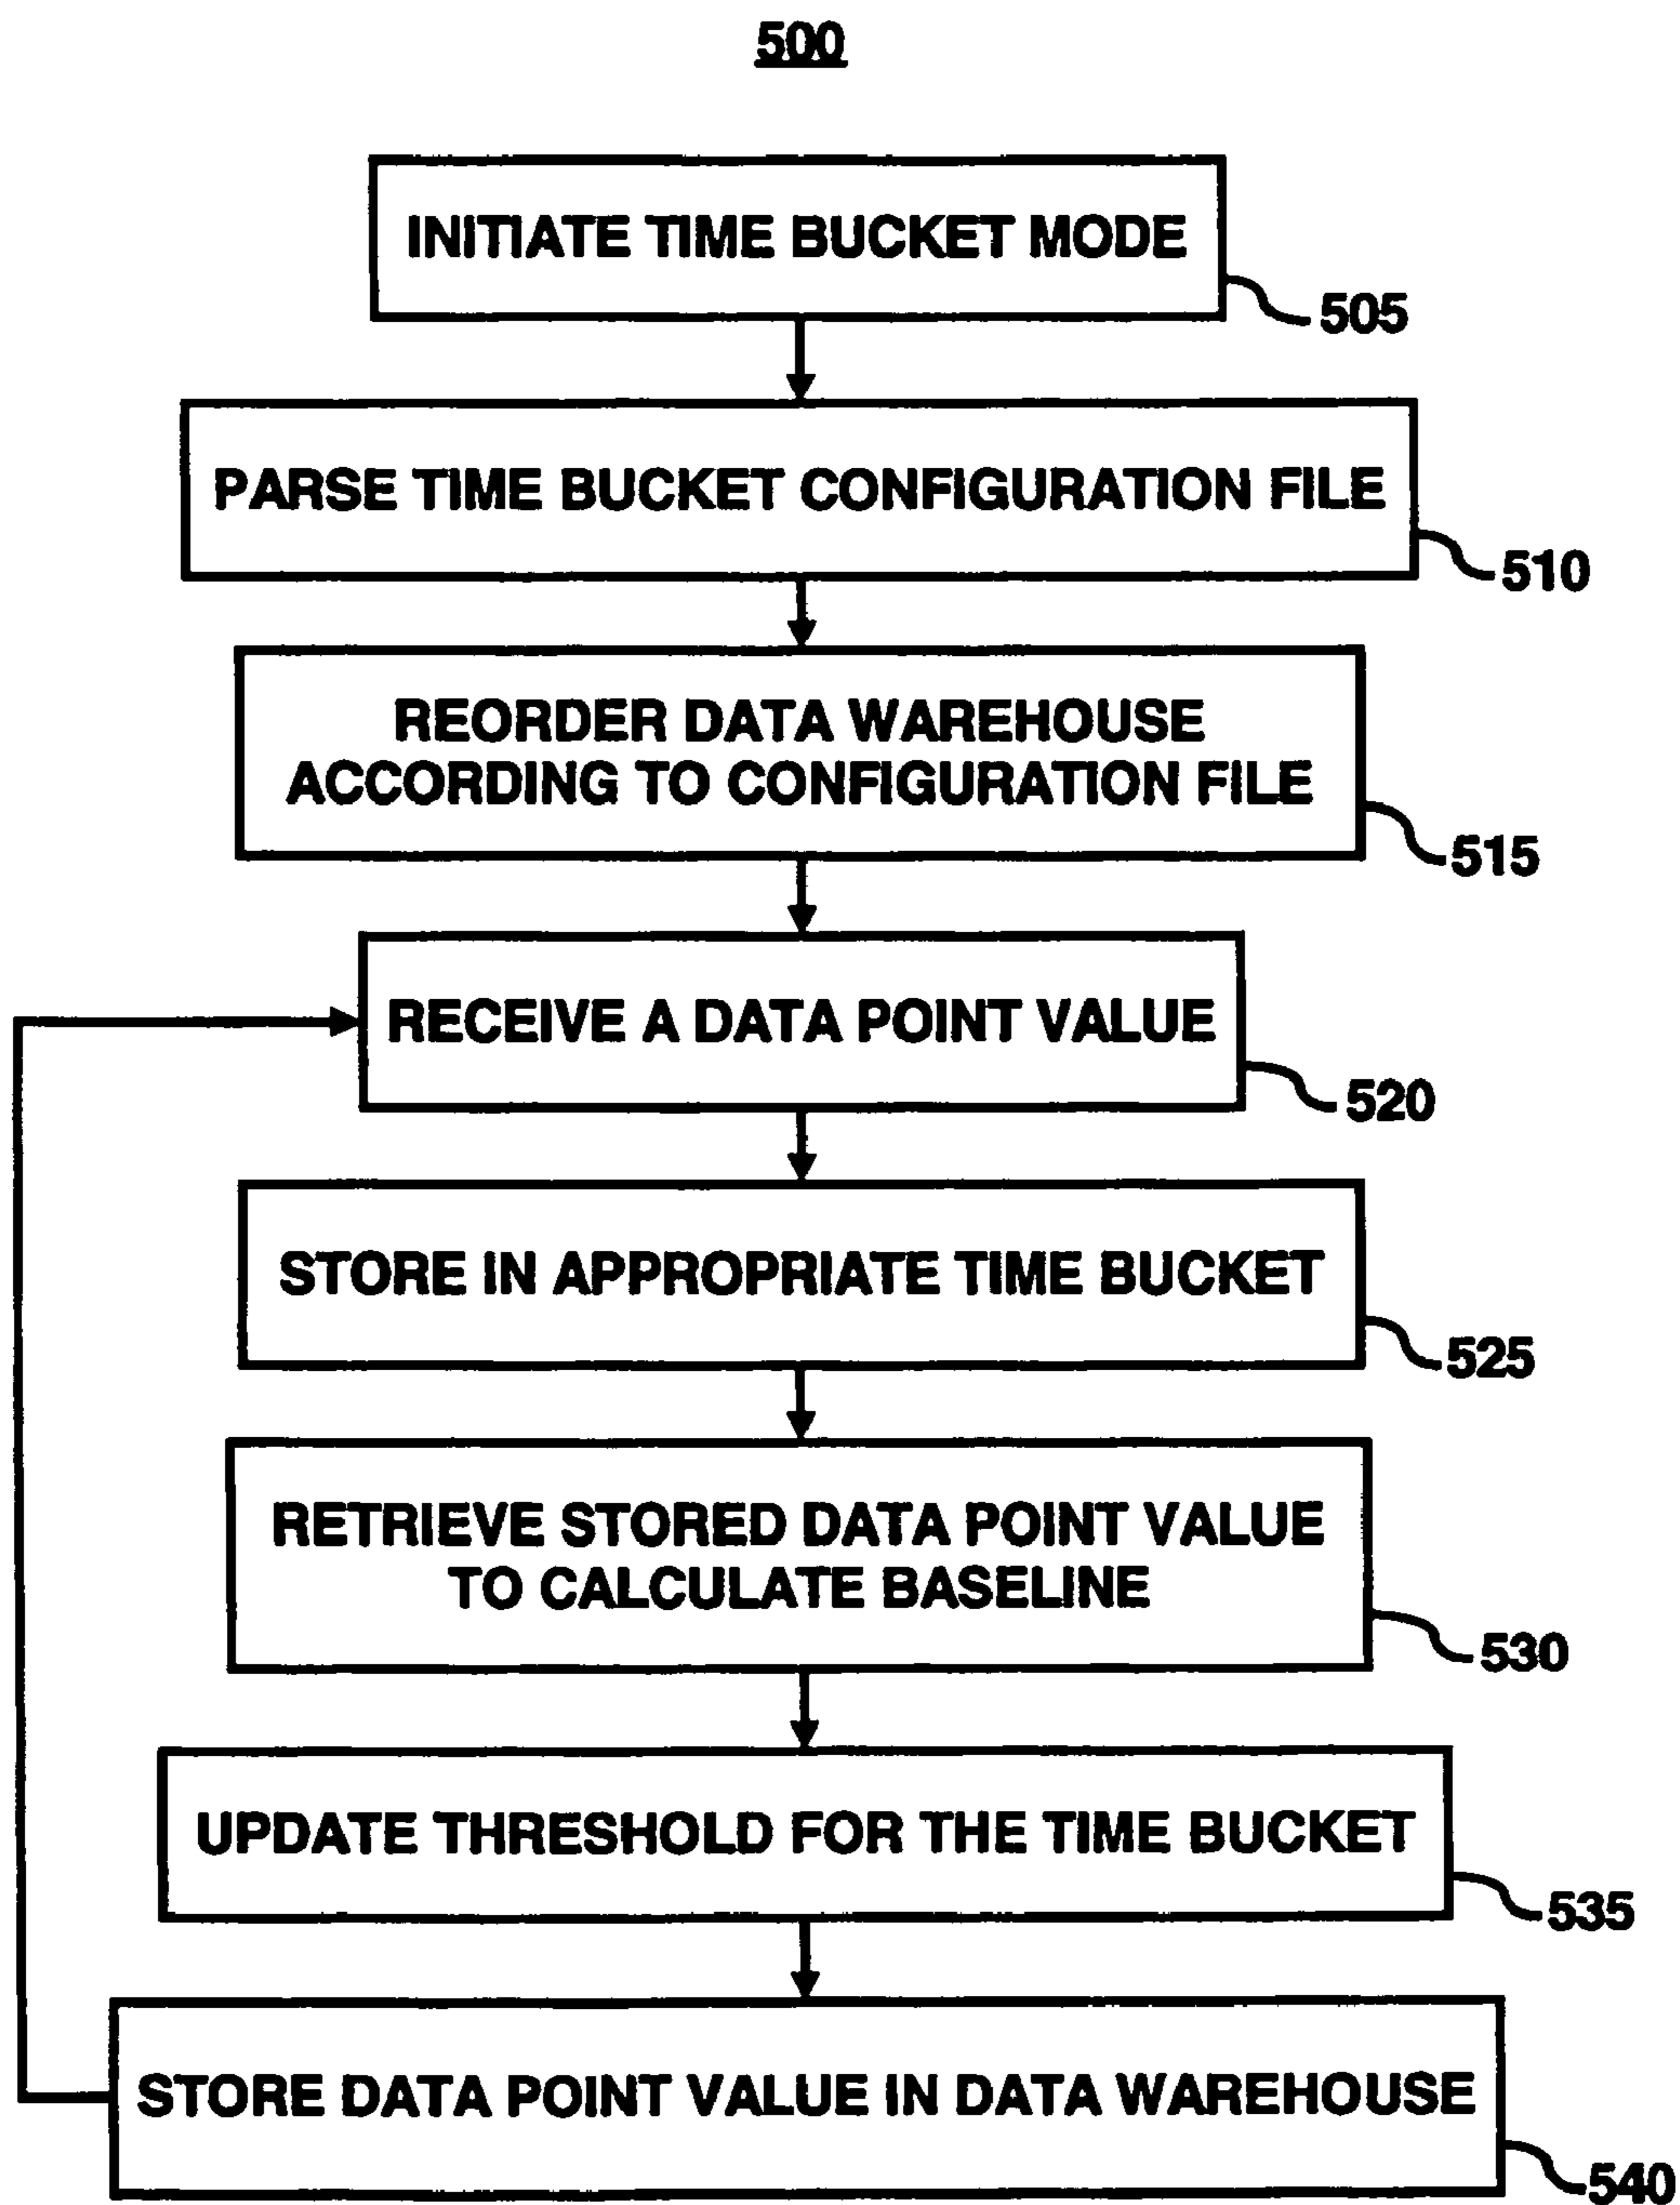 500
INITIATE TIME BUCKET MODE
505
PARSE TIME BUCKET CONFIGURATION FILE
510
REORDER DATA WAREHOUSE
ACCORDING TO CONFIGURATION FILE
515
RECEIVE A DATA POINT VALUE
520
STORE IN APPROPRIATE TIME BUCKET
525
RETRIEVE STORED DATA POINT VALUE
TO CALCULATE BASELINE
530
UPDATE THRESHOLD FOR THE TIME BUCKET
535
STORE DATA POINT VALUE IN DATA WAREHOUSE
540